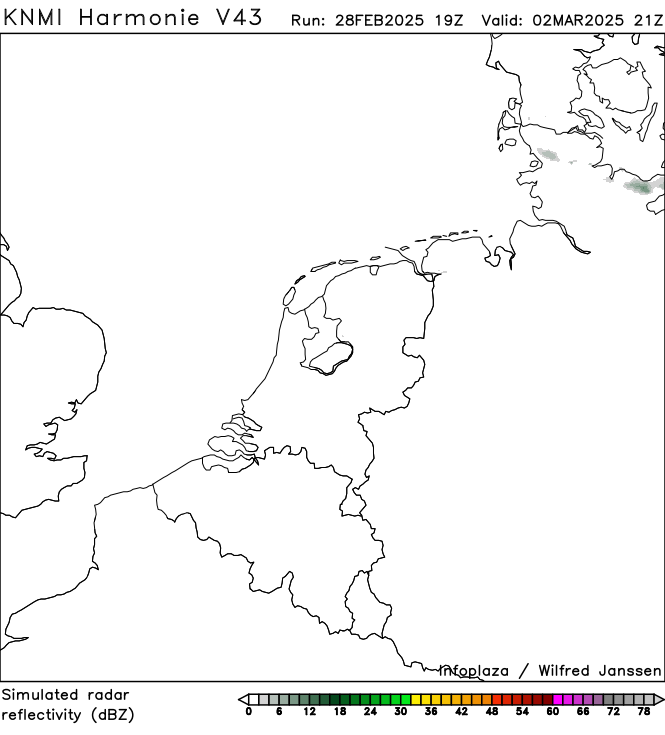 KNMI Harmonie V43 Run: 28FEB2025 19Z Valid: 02MAR2025 21Z
Infoplaza / Wilfred Janssen
Simulated radar
reflectivity (dBZ)
0 6 12 18 24 30 36 42 48 54 60 66 72 78